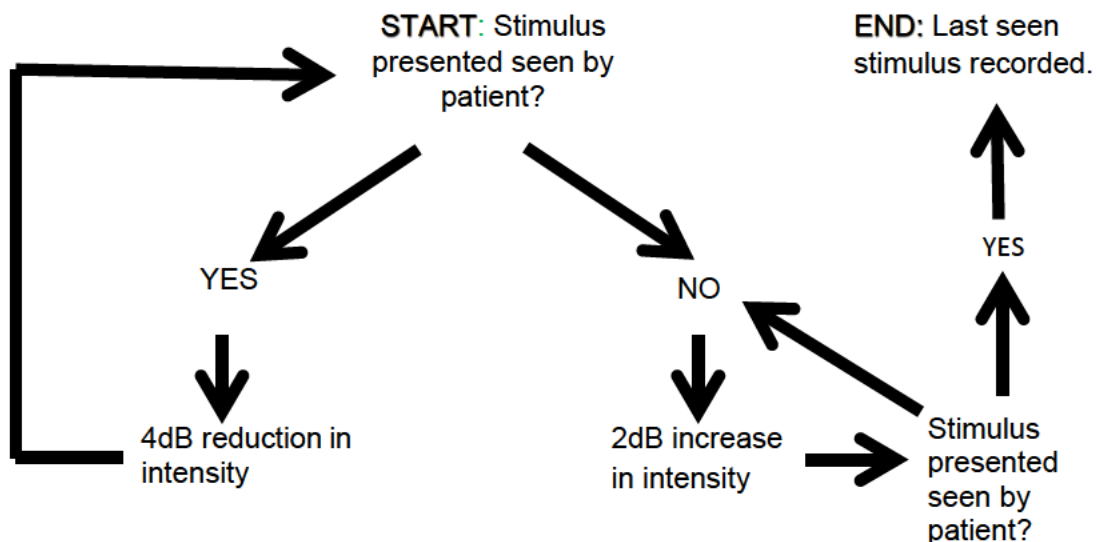 START: Stimulus
presented seen by
patient?
END: Last seen
stimulus recorded.
YES
NO
YES
4dB reduction in
intensity
2dB increase
in intensity
Stimulus
presented
seen by
patient?